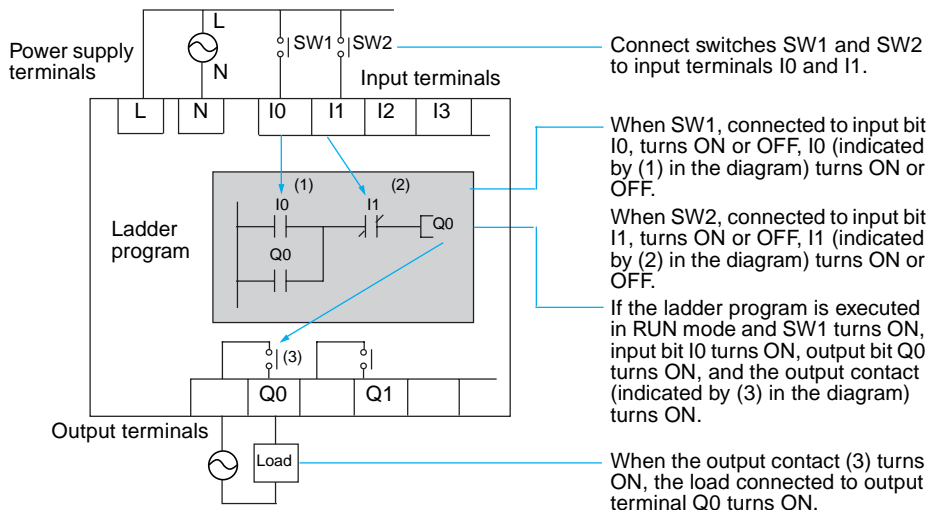 L
N
SW1
SW2
Power supply
terminals
Input terminals
Connect switches SW1 and SW2
to input terminals I0 and I1.
L
N
I0
I1
I2
I3
When SW1, connected to input bit
I0, turns ON or OFF, I0 (indicated
by (1) in the diagram) turns ON or
OFF.
When SW2, connected to input bit
I1, turns ON or OFF, I1 (indicated
by (2) in the diagram) turns ON or
OFF.
If the ladder program is executed
in RUN mode and SW1 turns ON,
input bit I0 turns ON, output bit Q0
turns ON, and the output contact
(indicated by (3) in the diagram)
turns ON.
Ladder
program
(1)
(2)
I0
I1
Q0
Q0
(3)
Q0
Q1
Output terminals
Load
When the output contact (3) turns
ON, the load connected to output
terminal Q0 turns ON.